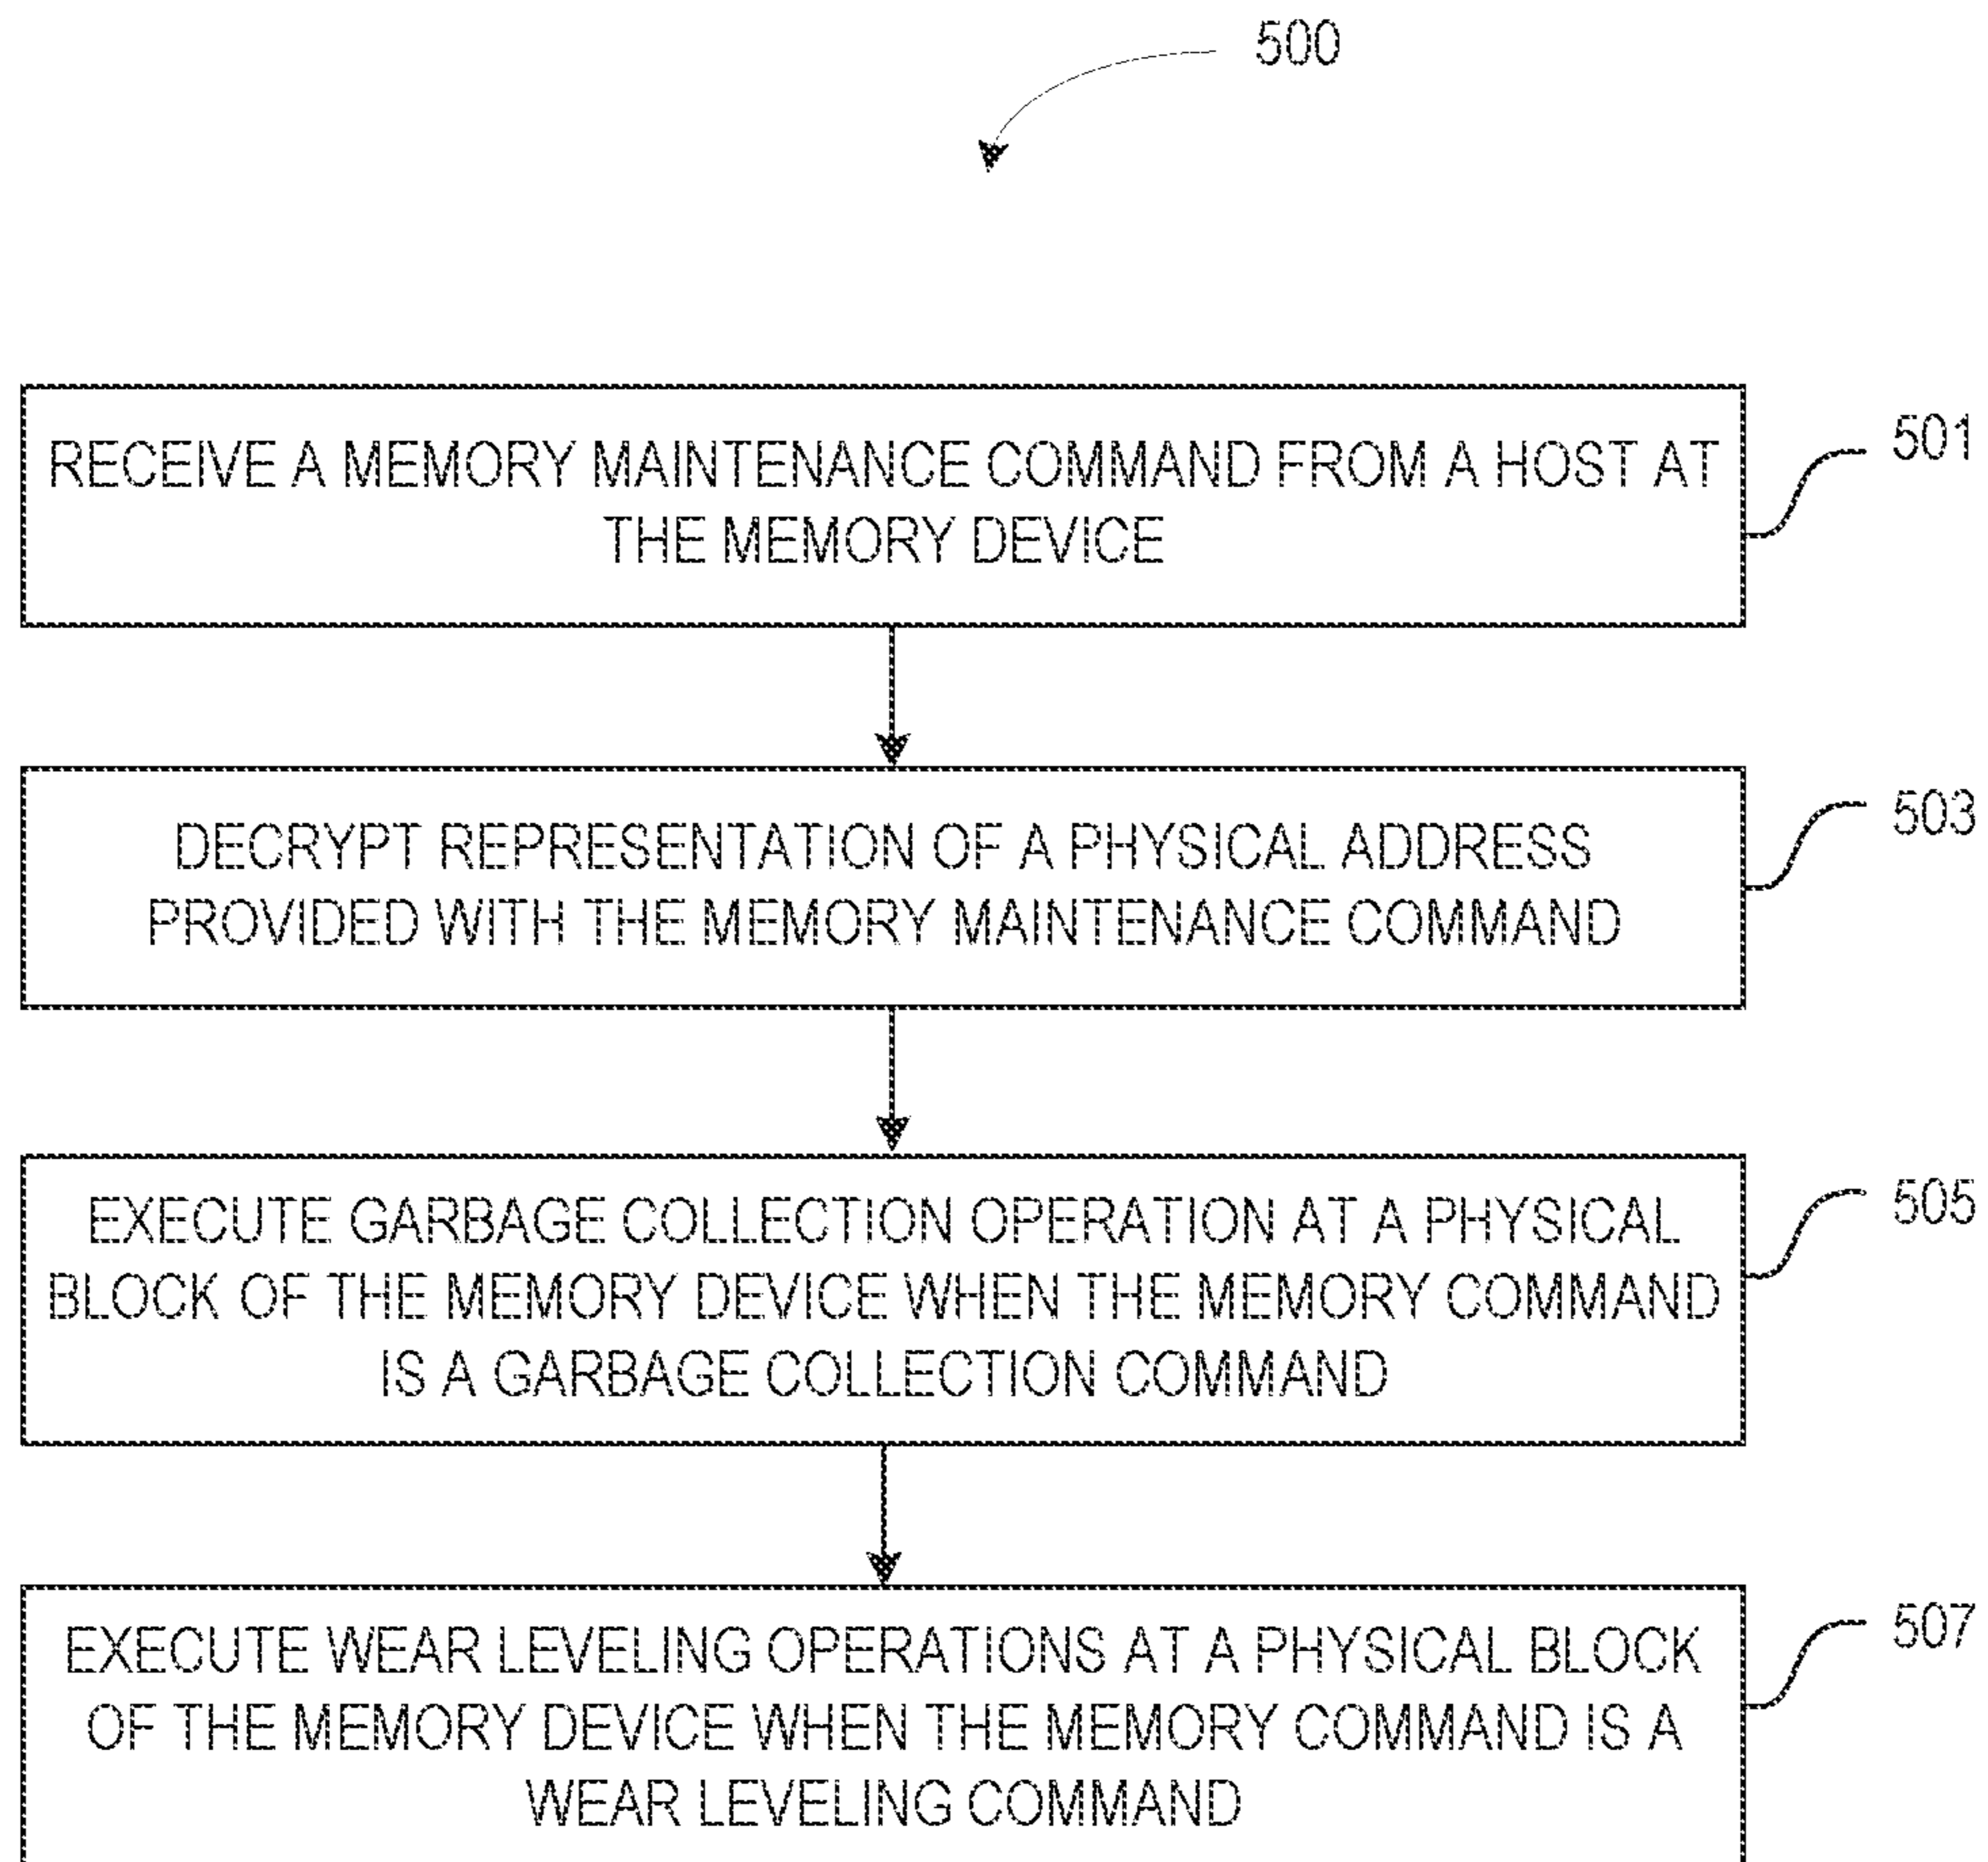 500
RECEIVE A MEMORY MAINTENANCE COMMAND FROM A HOST AT
THE MEMORY DEVICE
501
DECRYPT REPRESENTATION OF A PHYSICAL ADDRESS
PROVIDED WITH THE MEMORY MAINTENANCE COMMAND
503
EXECUTE GARBAGE COLLECTION OPERATION AT A PHYSICAL
BLOCK OF THE MEMORY DEVICE WHEN THE MEMORY COMMAND
IS A GARBAGE COLLECTION COMMAND
505
EXECUTE WEAR LEVELING OPERATIONS AT A PHYSICAL BLOCK
OF THE MEMORY DEVICE WHEN THE MEMORY COMMAND IS A
WEAR LEVELING COMMAND
507